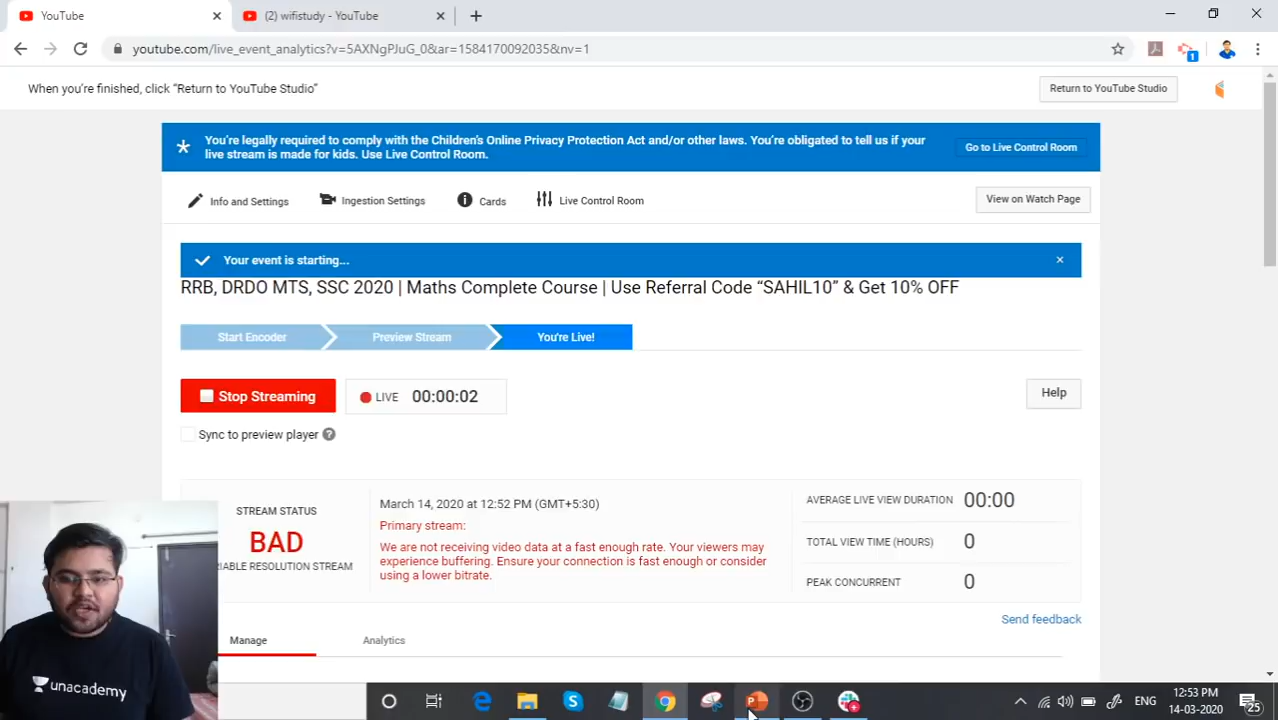 YouTube
(2) wifistudy - YouTube
youtube.com/live_event_analytics?v=5AXNgPJuG_0&ar=1584170092035&nv=1
1
When you're finished, click "Return to YouTube Studio"
Return to YouTube Studio
You're legally required to comply with the Children's Online Privacy Protection Act and/or other laws. You're obligated to tell us if your
live stream is made for kids. Use Live Control Room.
Go to Live Control Room
Info and Settings
Ingestion Settings
Cards
Live Control Room
View on Watch Page
Your event is starting...
RRB, DRDO MTS, SSC 2020 | Maths Complete Course | Use Referral Code “SAHIL10” & Get 10% OFF
Start Encoder
Preview Stream
You're Live!
Stop Streaming
LIVE 00:00:02
Help
Sync to preview player ?
STREAM STATUS
BAD
RIABLE RESOLUTION STREAM
March 14, 2020 at 12:52 PM (GMT+5:30)
Primary stream:
We are not receiving video data at a fast enough rate. Your viewers may
experience buffering. Ensure your connection is fast enough or consider
using a lower bitrate.
AVERAGE LIVE VIEW DURATION 00:00
TOTAL VIEW TIME (HOURS) 0
PEAK CONCURRENT 0
Send feedback
Manage
Analytics
unacademy
ENG
12:53 PM
14-03-2020
25